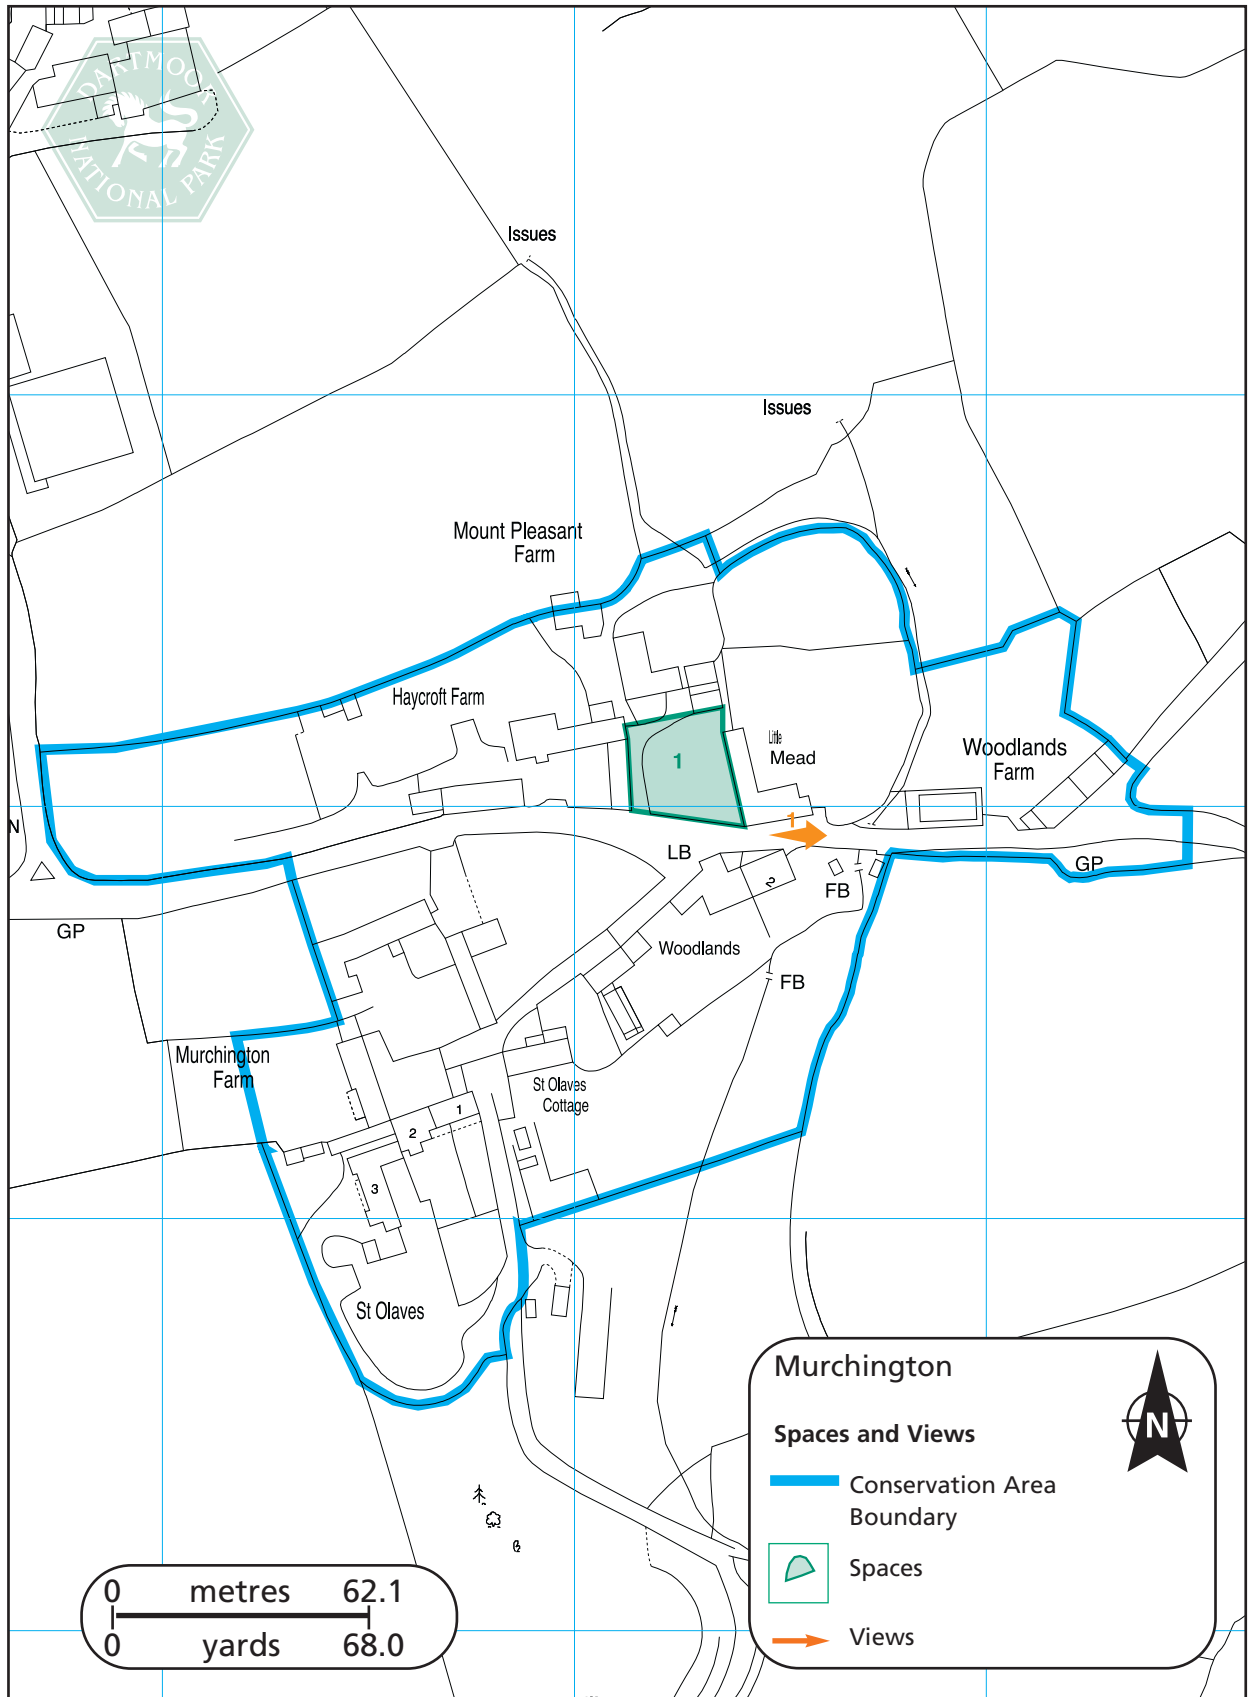 DARTMOOR
NATIONAL PARK
Issues
Issues
Mount Pleasant
Farm
Haycroft Farm
1
Little
Mead
Woodlands
Farm
N
1
LB
2
FB
GP
GP
Woodlands
FB
Murchington
Farm
St Olaves
Cottage
1
2
3
St Olaves
Murchington
N
Spaces and Views
Conservation Area
Boundary
Spaces
Views
0 metres 62.1
0 yards 68.0